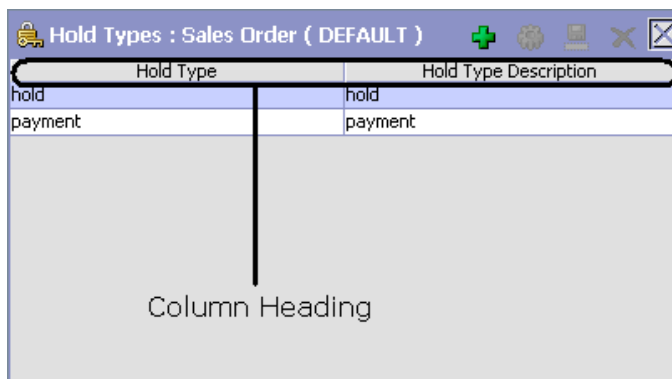 Hold Types : Sales Order ( DEFAULT )
Hold Type Hold Type Description
hold hold
payment payment
Column Heading